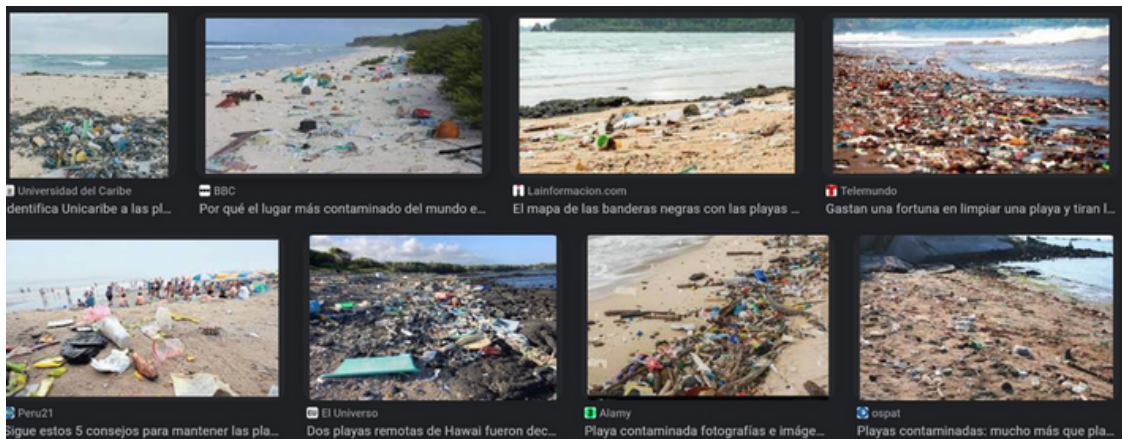 Universidad del Caribe
dentifica Unicaribe a las pl...
BBC
Por qué el lugar más contaminado del mundo e...
Lainformacion.com
El mapa de las banderas negras con las playas ...
Telemundo
Gastan una fortuna en limpiar una playa y tiran l...
Peru21
Sigue estos 5 consejos para mantener las pla...
EU El Universo
Dos playas remotas de Hawai fueron dec...
Alamy
Playa contaminada fotografías e imáge...
ospat
Playas contaminadas: mucho más que pla...